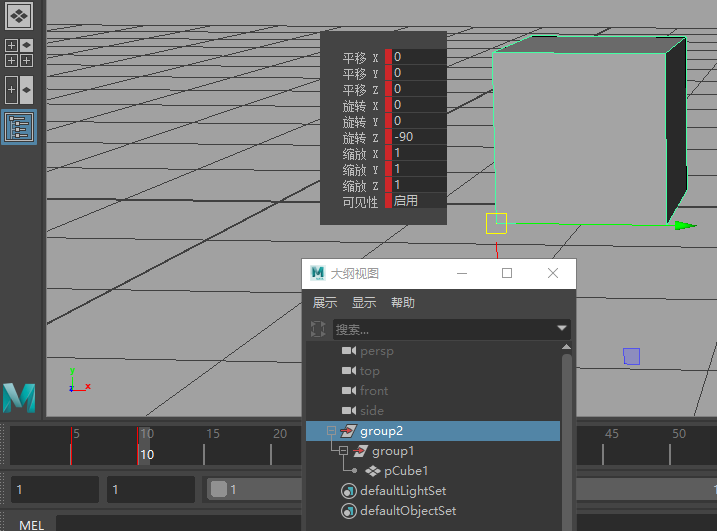 平移 X 0
平移 Y 0
平移 Z 0
旋转 X 0
旋转 Y 0
旋转 Z -90
缩放 X 1
缩放 Y 1
缩放 Z 1
可见性 启用
M 大纲视图
展示 显示 帮助
搜索...
persp
top
front
side
group2
group1
pCube1
defaultLightSet
defaultObjectSet
y
x
M
5 10 15 20 45 50
10
1 1 1 1
MEL